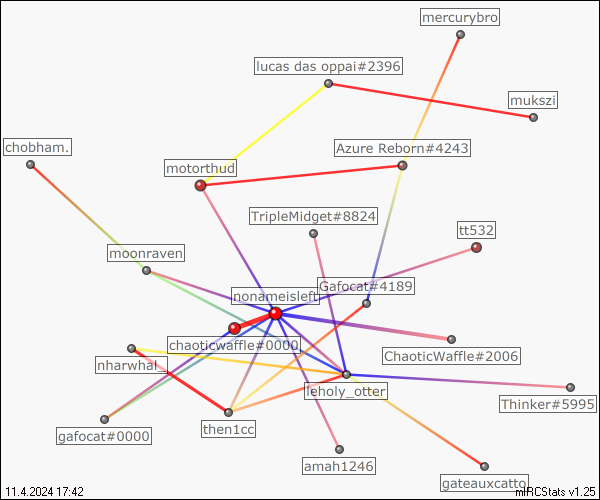 mercurybro
lucas das oppai#2396
mukszi
chobham.
Azure Reborn#4243
motorthud
TripleMidget#8824
tt532
moonraven
Gafocat#4189
nonameisleft
chaoticwaffle#0000
ChaoticWaffle#2006
nharwhal_
leholy_otter
Thinker#5995
then1cc
gafocat#0000
amah1246
gateauxcatto
11.4.2024 17:42
mIRCStats v1.25